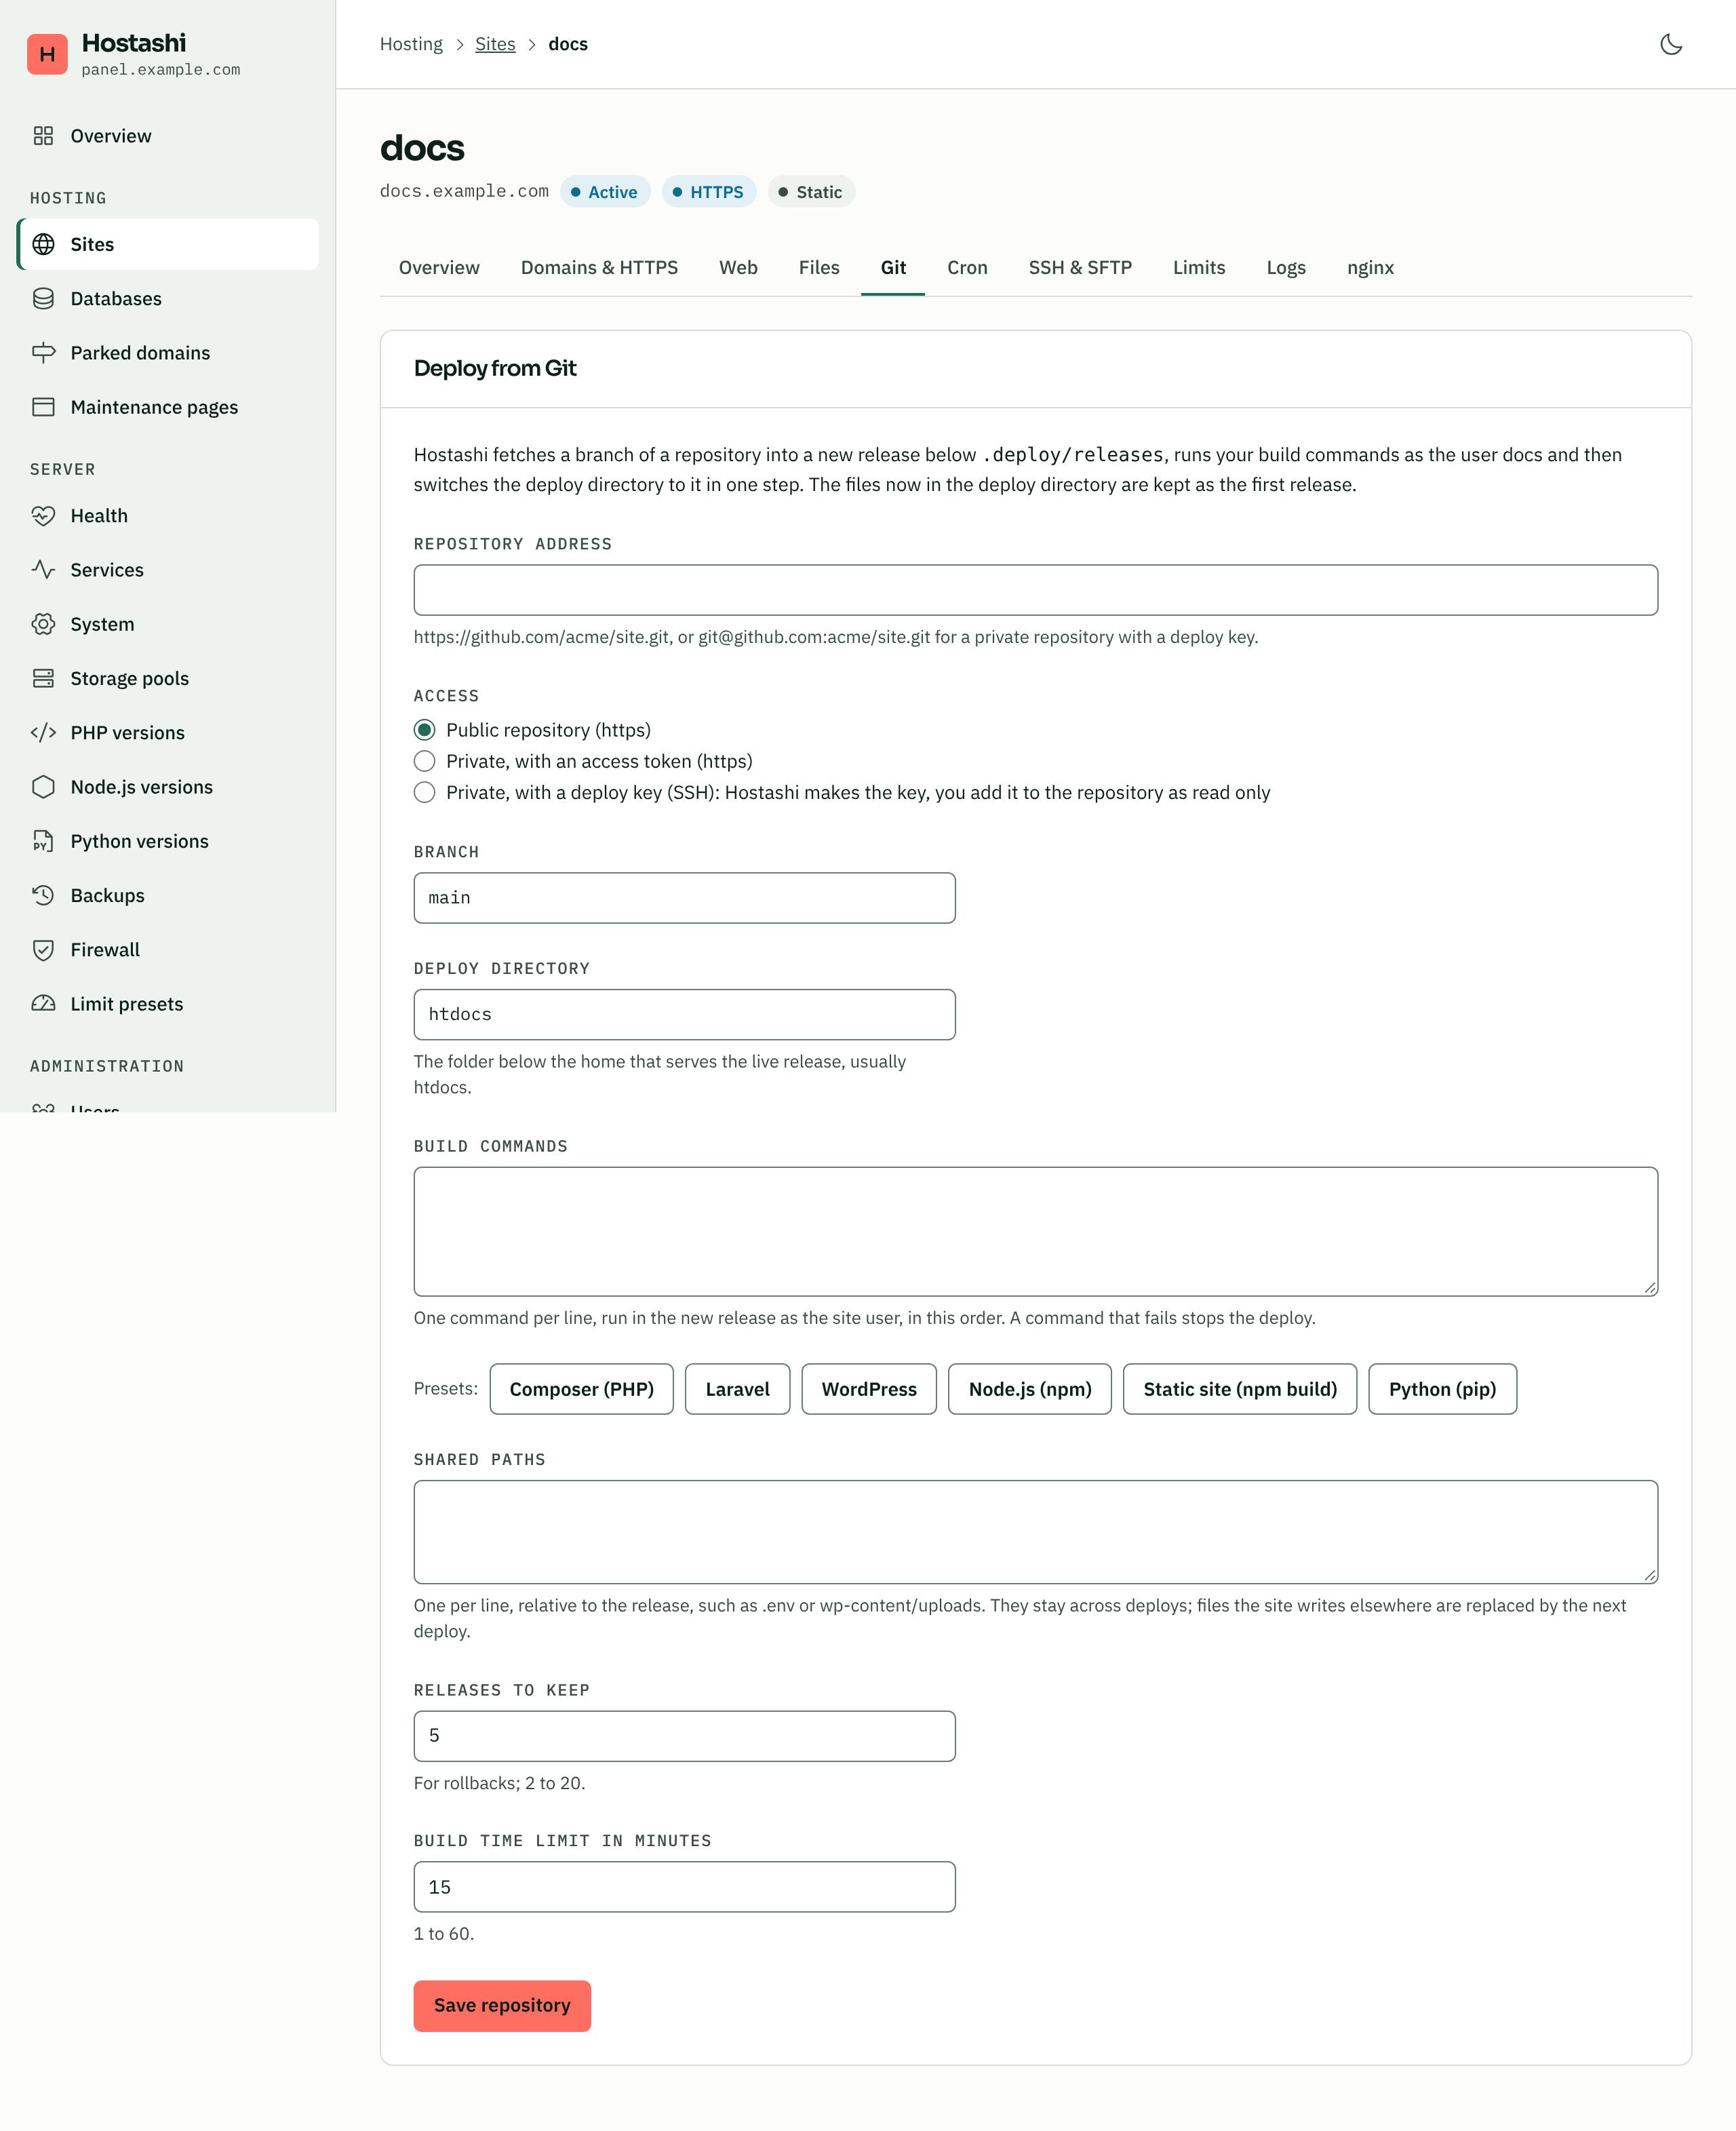 H
Hostashi
panel.example.com
Overview
HOSTING
Sites
Databases
Parked domains
Maintenance pages
SERVER
Health
Services
System
Storage pools
PHP versions
Node.js versions
PY
Python versions
Backups
Firewall
Limit presets
ADMINISTRATION
Users
Hosting > Sites > docs
docs
docs.example.com Active HTTPS Static
Overview Domains & HTTPS Web Files Git Cron SSH & SFTP Limits Logs nginx
Deploy from Git
Hostashi fetches a branch of a repository into a new release below .deploy/releases, runs your build commands as the user docs and then
switches the deploy directory to it in one step. The files now in the deploy directory are kept as the first release.
REPOSITORY ADDRESS
https://github.com/acme/site.git, or git@github.com:acme/site.git for a private repository with a deploy key.
ACCESS
Public repository (https)
Private, with an access token (https)
Private, with a deploy key (SSH): Hostashi makes the key, you add it to the repository as read only
BRANCH
main
DEPLOY DIRECTORY
htdocs
The folder below the home that serves the live release, usually
htdocs.
BUILD COMMANDS
One command per line, run in the new release as the site user, in this order. A command that fails stops the deploy.
Presets: Composer (PHP) Laravel WordPress Node.js (npm) Static site (npm build) Python (pip)
SHARED PATHS
One per line, relative to the release, such as .env or wp-content/uploads. They stay across deploys; files the site writes elsewhere are replaced by the next
deploy.
RELEASES TO KEEP
5
For rollbacks; 2 to 20.
BUILD TIME LIMIT IN MINUTES
15
1 to 60.
Save repository